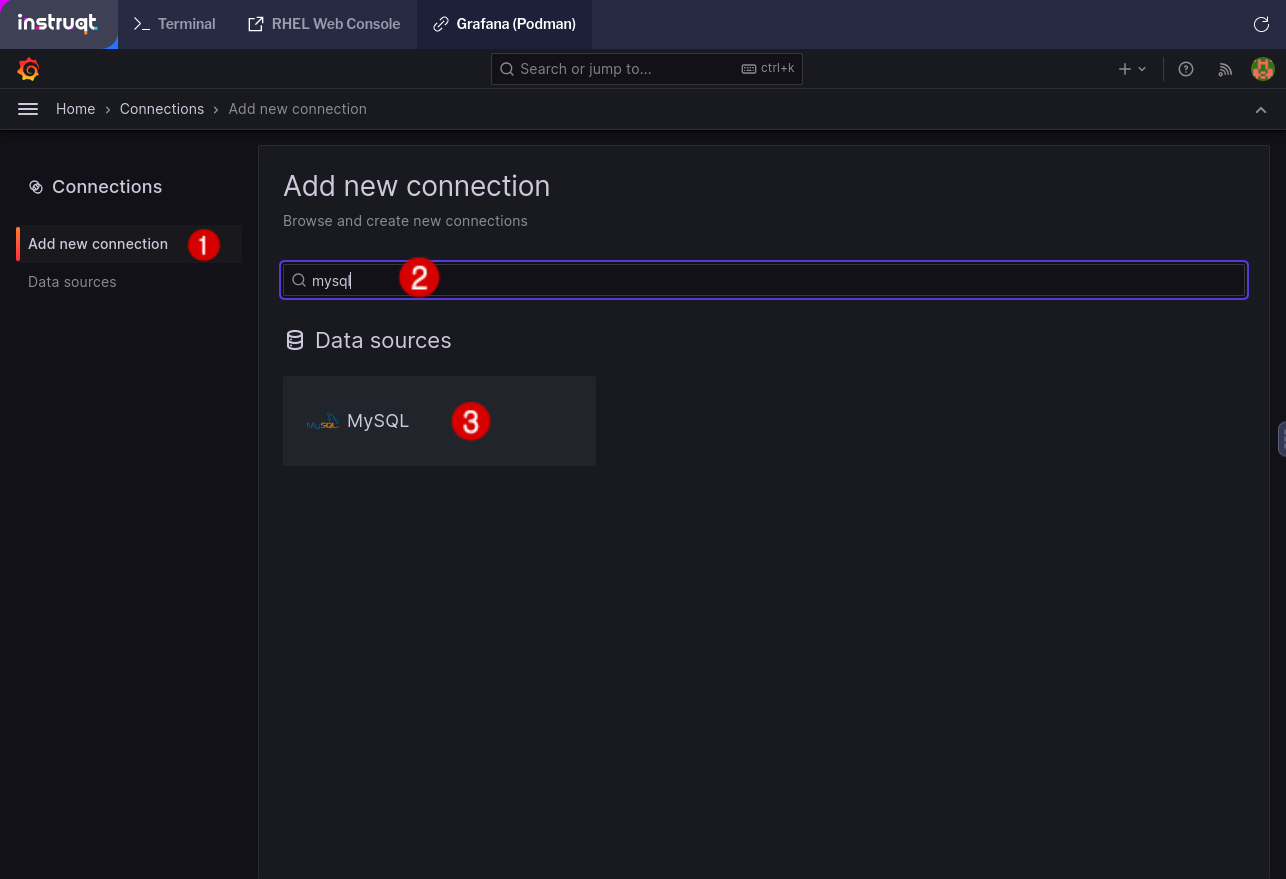 instruqt
Terminal
RHEL Web Console
Grafana (Podman)
Search or jump to...
ctrl+k
Home › Connections › Add new connection
Connections
Add new connection 1
Data sources
Add new connection
Browse and create new connections
mysql 2
Data sources
MySQL MySQL 3